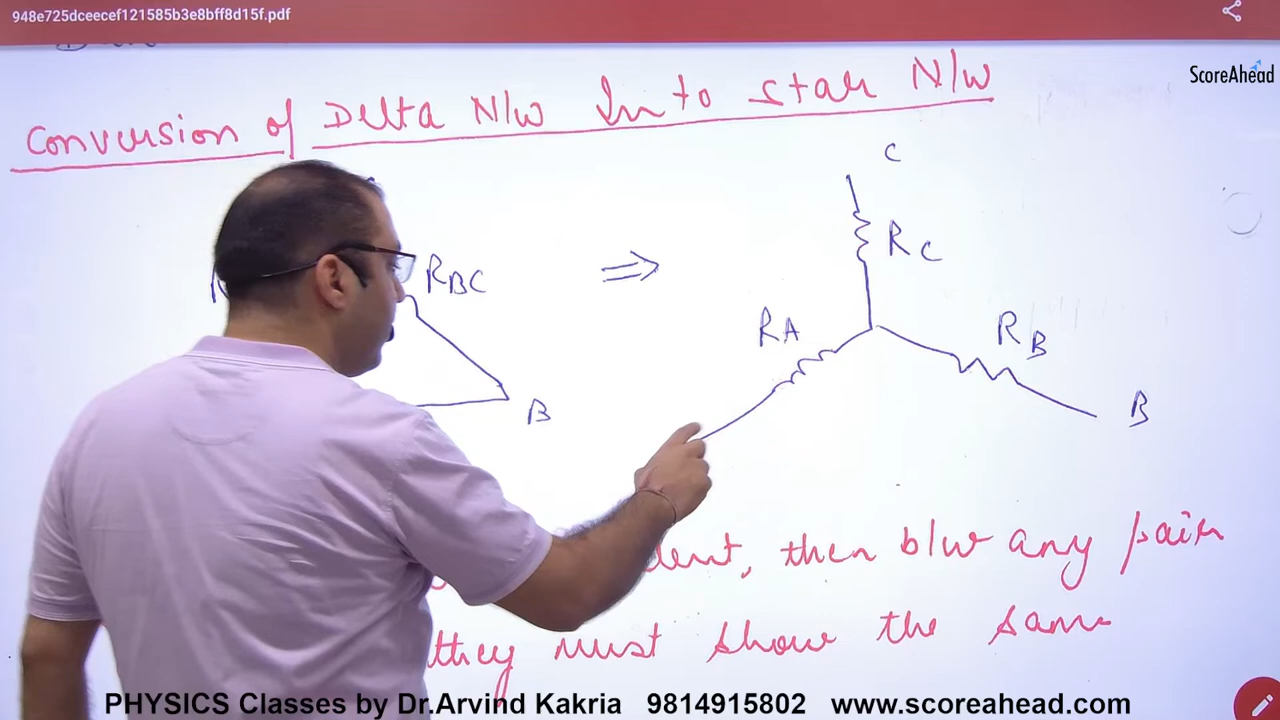 948e725dceecef121585b3e8bff8d15f.pdf
ScoreAhead
Conversion of Delta N/W Into star N/W
C
RBC
⇒
RC
RA
RB
B
B
then b/w any pair
they must show the same
PHYSICS Classes by Dr.Arvind Kakria 9814915802 www.scoreahead.com